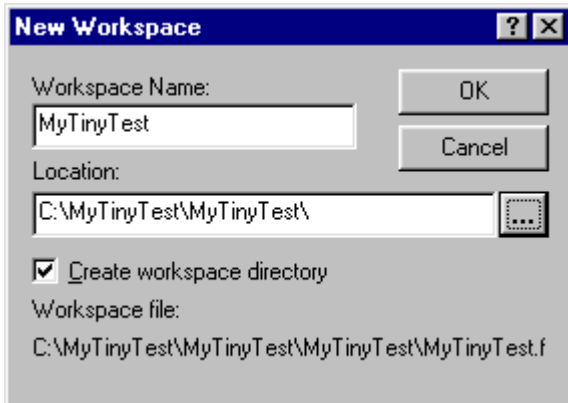 New Workspace
Workspace Name:
MyTinyTest
OK
Cancel
Location:
C:\MyTinyTest\MyTinyTest\
...
Create workspace directory
Workspace file:
C:\MyTinyTest\MyTinyTest\MyTinyTest\MyTinyTest.f